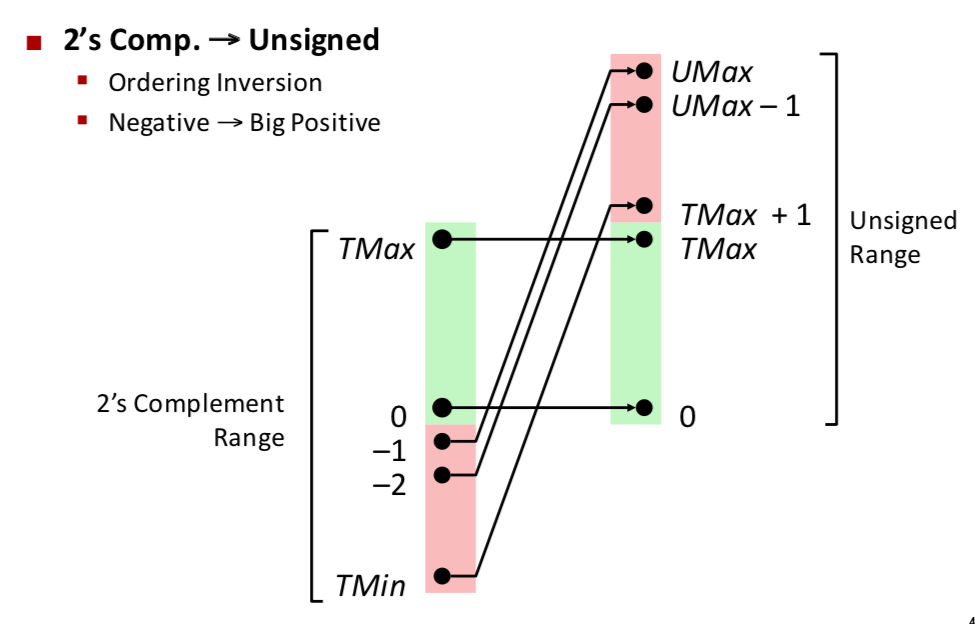 2's Comp. → Unsigned
Ordering Inversion
Negative → Big Positive
UMax
UMax – 1
TMax + 1
TMax
Unsigned
Range
TMax
2's Complement
Range
0
–1
–2
TMin
0